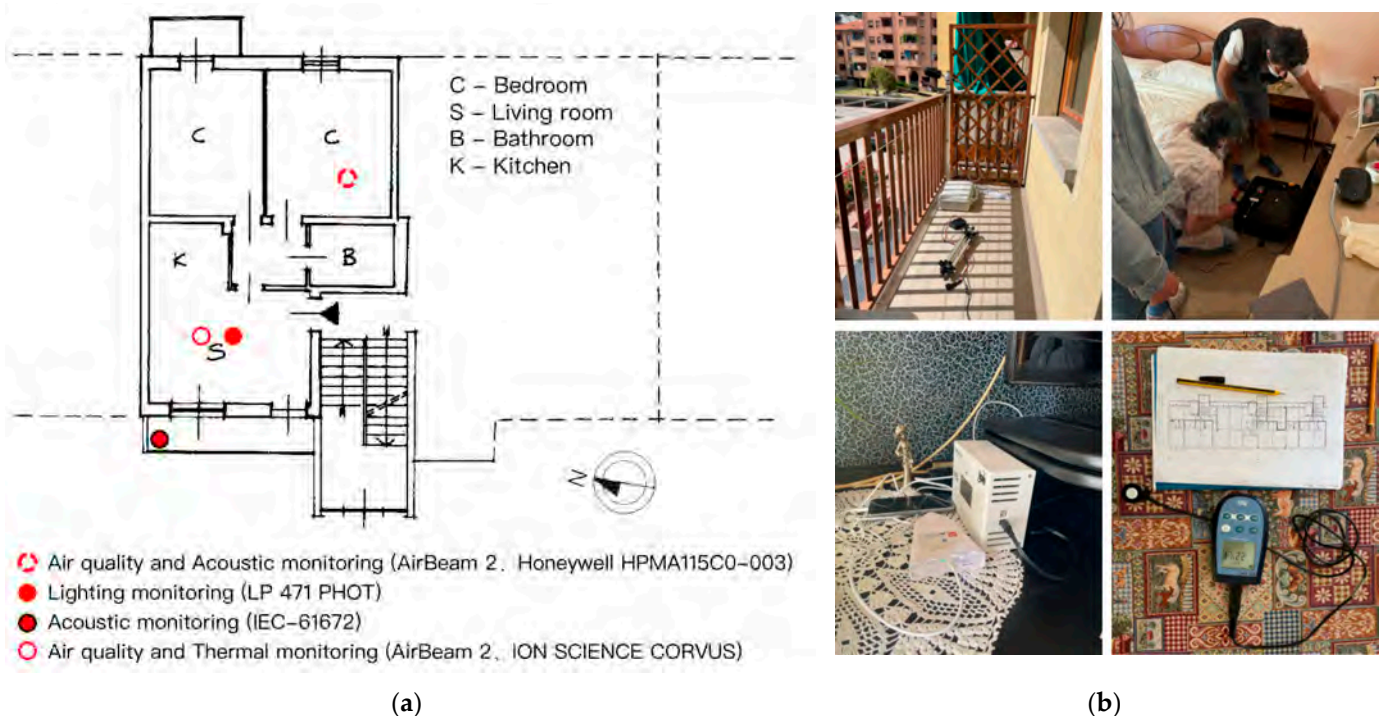 C
C
C – Bedroom
S – Living room
B – Bathroom
K – Kitchen
K
B
S
N
Air quality and Acoustic monitoring (AirBeam 2、Honeywell HPMA115C0-003)
Lighting monitoring (LP 471 PHOT)
Acoustic monitoring (IEC-61672)
Air quality and Thermal monitoring (AirBeam 2、ION SCIENCE CORVUS)
(a)
(b)